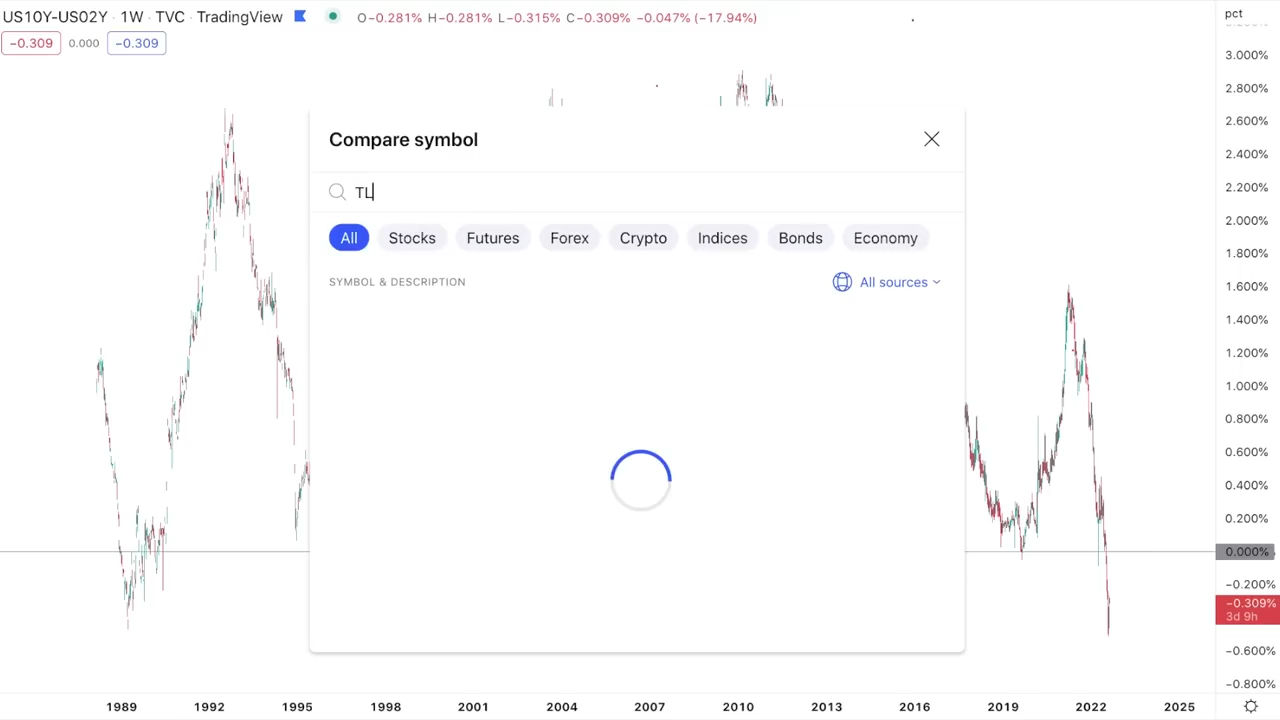 US10Y-US02Y · 1W · TVC · TradingView O−0.281% H−0.281% L−0.315% C−0.309% −0.047% (−17.94%)
pct
−0.309 0.000 −0.309
3.000%
2.800%
2.600%
2.400%
2.200%
2.000%
1.800%
1.600%
1.400%
1.200%
1.000%
0.800%
0.600%
0.400%
0.200%
0.000%
−0.200%
−0.309%
3d 9h
−0.600%
−0.800%
Compare symbol
TL
All Stocks Futures Forex Crypto Indices Bonds Economy
SYMBOL & DESCRIPTION All sources
1989 1992 1995 1998 2001 2004 2007 2010 2013 2016 2019 2022 2025